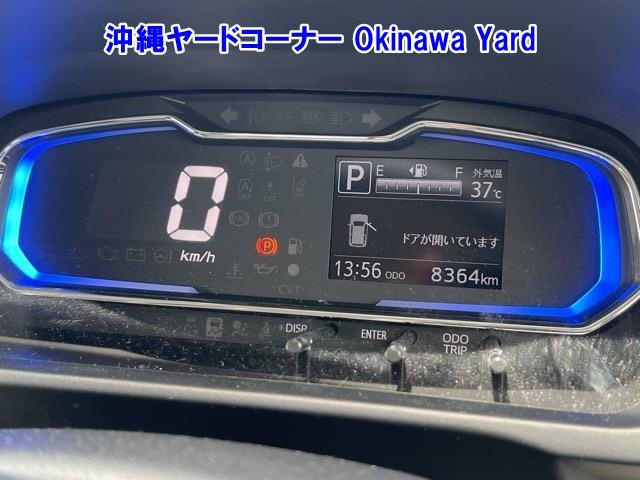 沖縄ヤードコーナー Okinawa Yard
0
km/h
P
E F
外気温
37℃
ドアが開いています
13:56 ODO 8364km
CVT
DISP
ENTER
ODO
TRIP